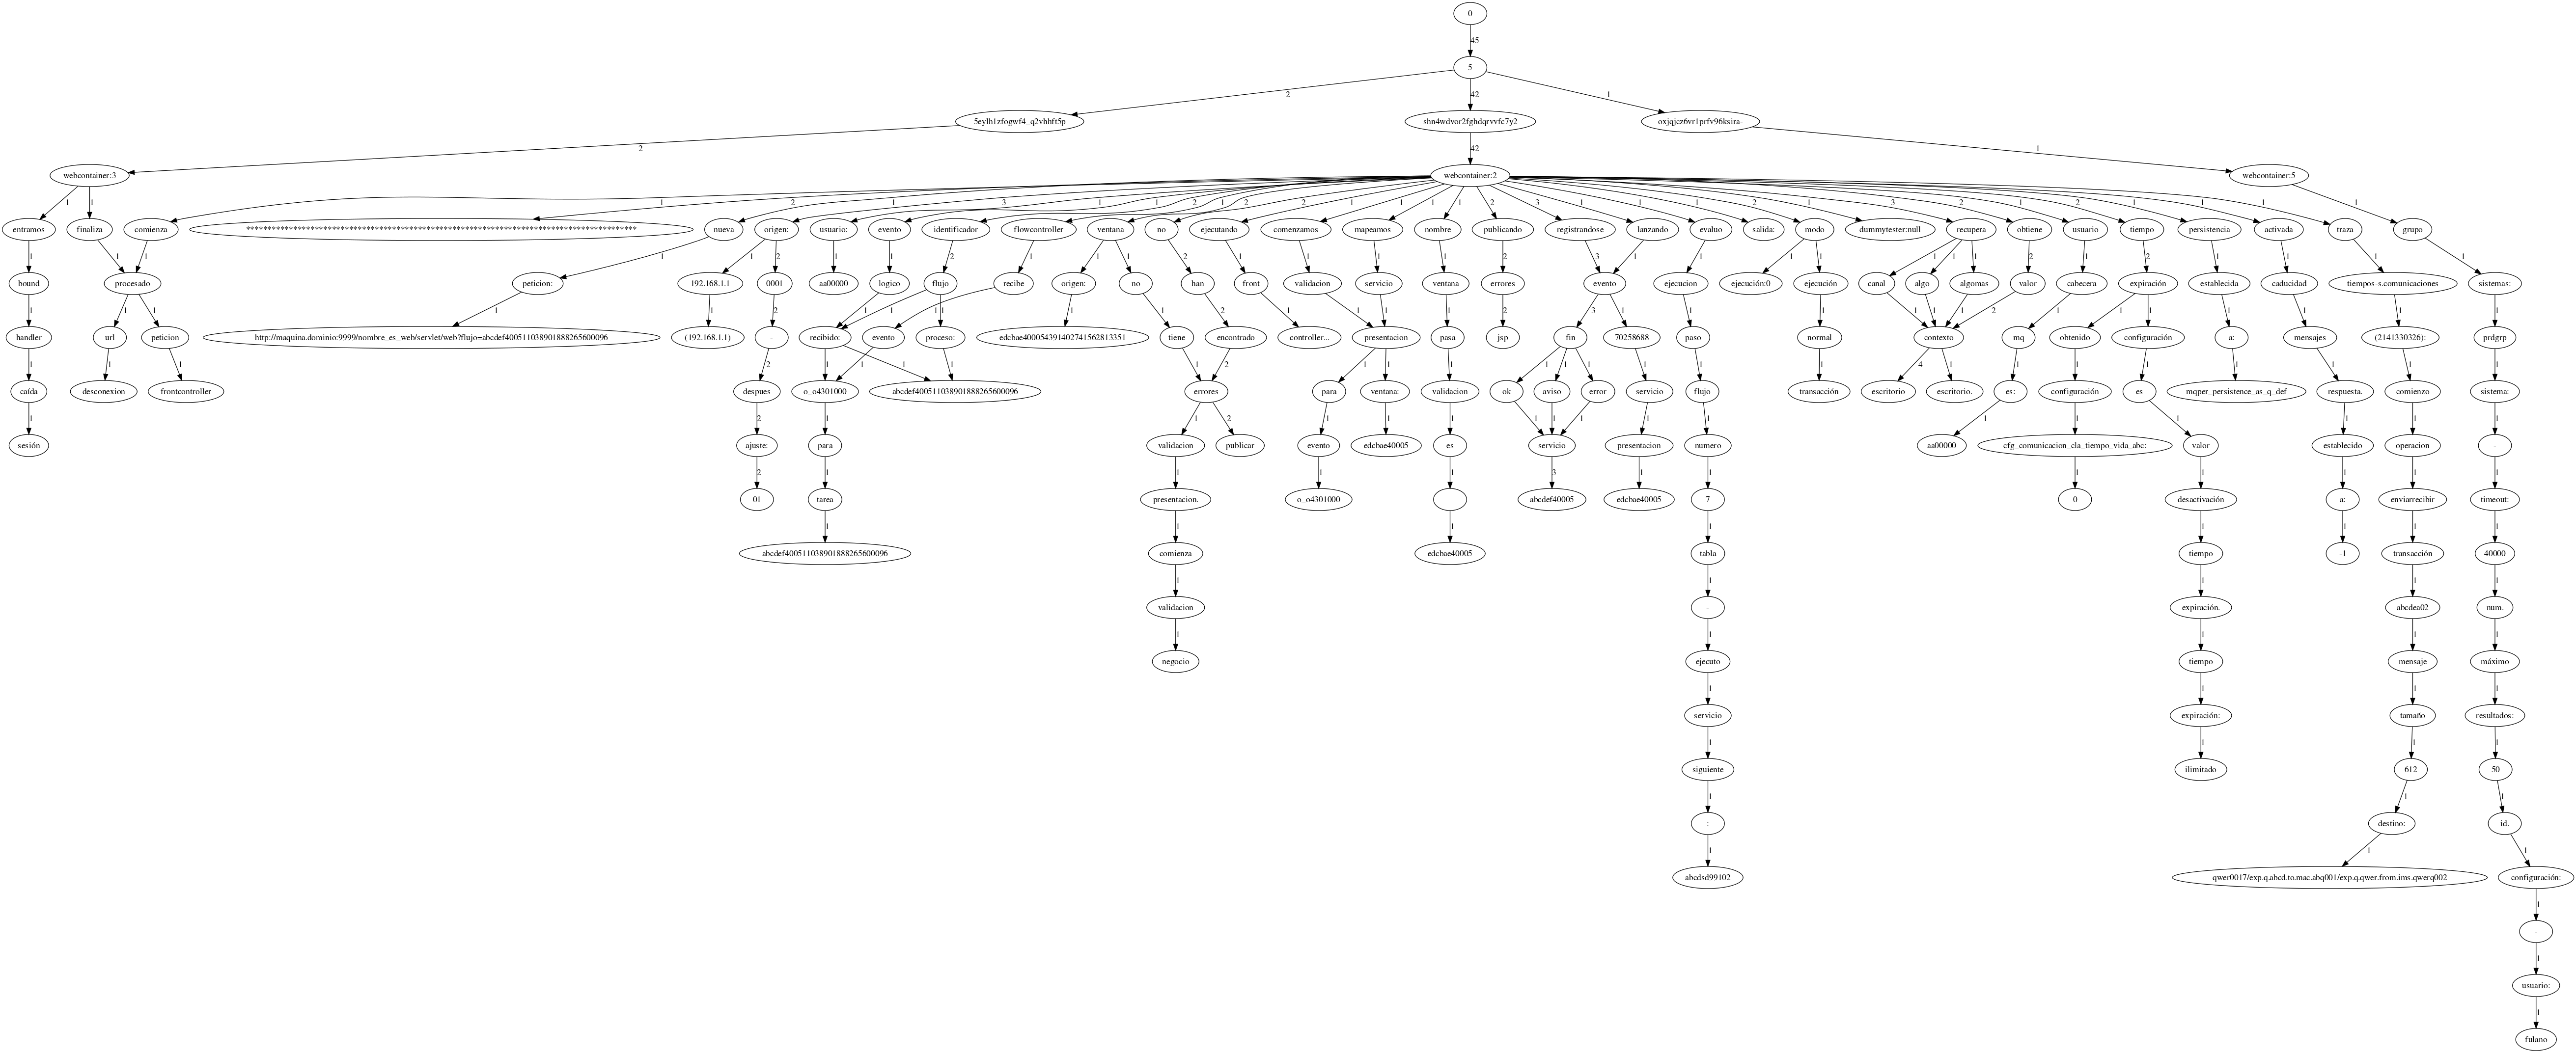 0
45
5
2 42 1
5eylh1zfogwf4_q2vhhft5p shn4wdvor2fghdqrvvfc7y2 oxjqjcz6vr1prfv96ksira-
2 42 1
webcontainer:3 webcontainer:2 webcontainer:5
1 1 1 2 1 3 1 1 2 1 2 2 1 2 1 1 1 2 3 1 1 1 2 1 3 2 1 2 1 1 1 1
entramos finaliza comienza ******************************************************************************************** nueva origen: usuario: evento identificador flowcontroller ventana no ejecutando comenzamos mapeamos nombre publicando registrandose lanzando evaluo salida: modo dummytester:null recupera obtiene usuario tiempo persistencia activada traza grupo
1 1 1 1 1 2 1 1 2 1 1 1 2 1 1 1 1 2 3 1 1 1 1 1 1 1 2 1 2 1 1 1 1
bound procesado peticion: 192.168.1.1 0001 aa00000 logico flujo recibe origen: no han front validacion servicio ventana errores evento ejecucion ejecución:0 ejecución canal algo algomas valor cabecera expiración establecida caducidad tiempos-s.comunicaciones sistemas:
1 1 1 1 1 2 1 1 1 1 1 1 2 1 1 1 1 2 3 1 1 1 1 1 1 2 1 1 1 1 1 1 1
handler url peticion http://maquina.dominio:9999/nombre_es_web/servlet/web?flujo=abcdef400511038901888265600096 (192.168.1.1) - recibido: evento proceso: edcbae400054391402741562813351 tiene encontrado controller... presentacion pasa jsp fin 70258688 paso normal contexto mq obtenido configuración a: mensajes (2141330326): prdgrp
1 1 1 2 1 1 1 1 1 2 1 1 1 1 1 1 1 1 1 4 1 1 1 1 1 1 1 1
caída desconexion frontcontroller despues o_o4301000 abcdef400511038901888265600096 errores para ventana: validacion ok aviso error servicio flujo transacción escritorio escritorio. es: configuración es mqper_persistence_as_q_def respuesta. comienzo sistema:
1 2 1 1 2 1 1 1 1 1 1 1 1 1 1 1 1 1 1
sesión ajuste: para validacion publicar evento edcbae40005 es servicio presentacion numero aa00000 cfg_comunicacion_cla_tiempo_vida_abc: valor establecido operacion -
2 1 1 1 1 3 1 1 1 1 1 1 1
01 tarea presentacion. o_o4301000 abcdef40005 edcbae40005 7 0 desactivación a: enviarrecibir timeout:
1 1 1 1 1 1 1 1
abcdef400511038901888265600096 comienza edcbae40005 tabla tiempo -1 transacción 40000
1 1 1 1 1
validacion - expiración. abcdea02 num.
1 1 1 1 1
negocio ejecuto tiempo mensaje máximo
1 1 1 1
servicio expiración: tamaño resultados:
1 1 1 1
siguiente ilimitado 612 50
1 1 1
: destino: id.
1 1 1
abcdsd99102 qwer0017/exp.q.abcd.to.mac.abq001/exp.q.qwer.from.ims.qwerq002 configuración:
1
-
1
usuario:
1
fulano